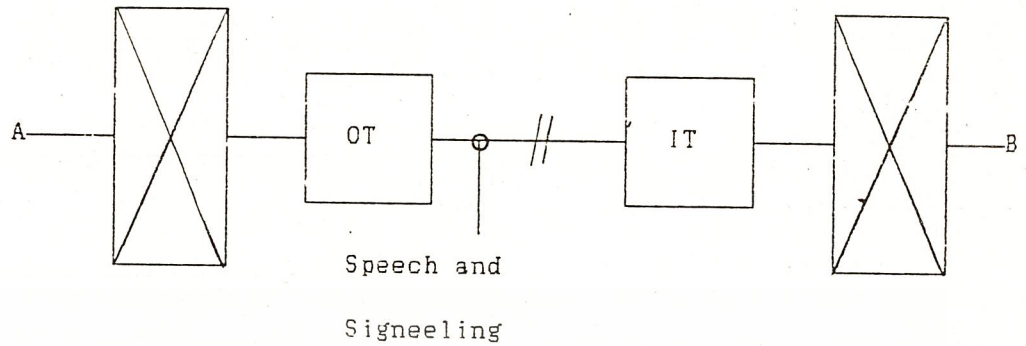 A
OT
IT
B
Speech and
Signeeling